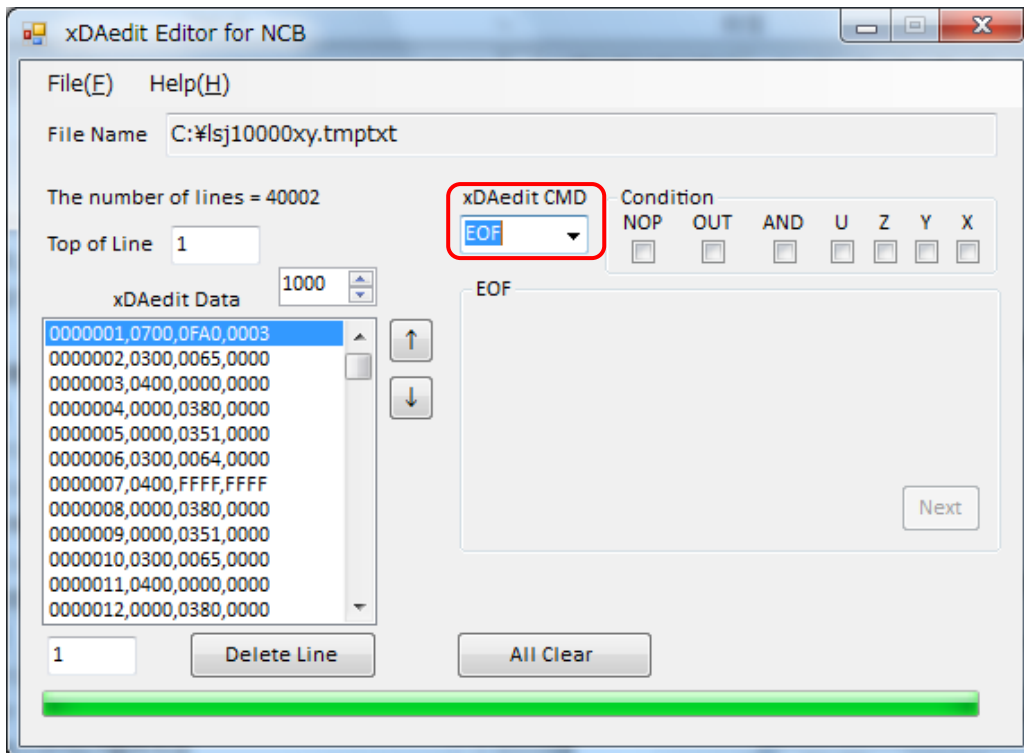 xDAedit Editor for NCB
File(F) Help(H)
File Name C:¥lsj10000xy.tmptxt
The number of lines = 40002
Top of Line 1
1000
xDAedit Data
0000001,0700,0FA0,0003
0000002,0300,0065,0000
0000003,0400,0000,0000
0000004,0000,0380,0000
0000005,0000,0351,0000
0000006,0300,0064,0000
0000007,0400,FFFF,FFFF
0000008,0000,0380,0000
0000009,0000,0351,0000
0000010,0300,0065,0000
0000011,0400,0000,0000
0000012,0000,0380,0000
↑
↓
1
Delete Line
xDAedit CMD
EOF
Condition
NOP OUT AND U Z Y X
EOF
Next
All Clear